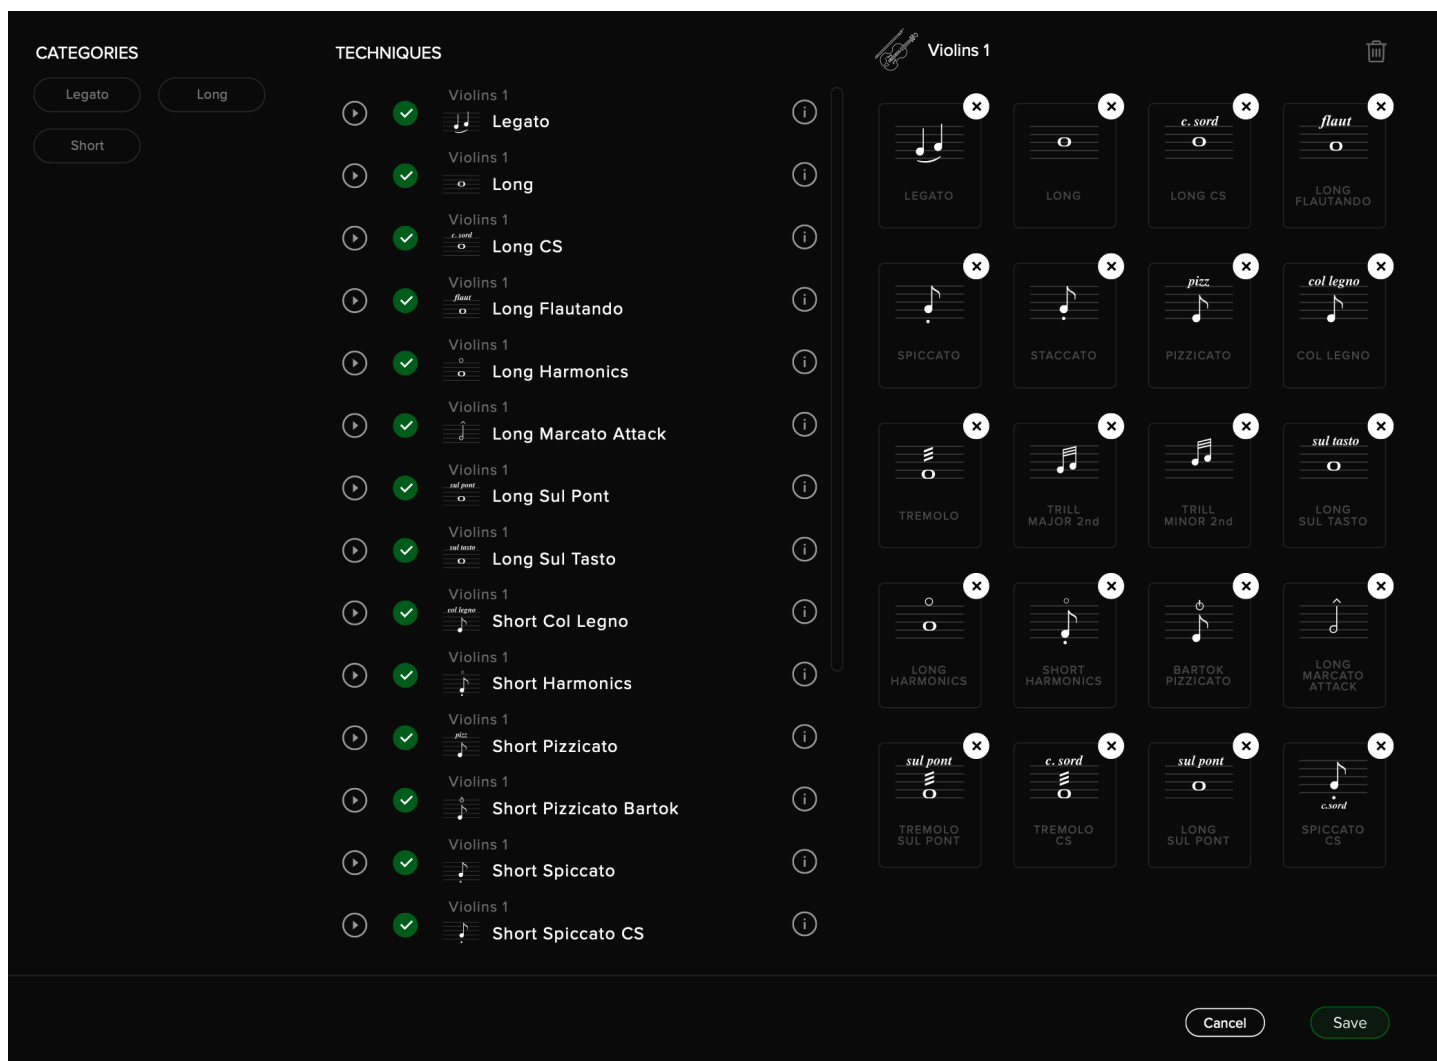 CATEGORIES
Legato
Long
Short
TECHNIQUES
Violins 1
Legato
Violins 1
Long
Violins 1
c. sord
Long CS
Violins 1
flaut
Long Flautando
Violins 1
Long Harmonics
Violins 1
Long Marcato Attack
Violins 1
sul pont
Long Sul Pont
Violins 1
sul tasto
Long Sul Tasto
Violins 1
col legno
Short Col Legno
Violins 1
Short Harmonics
Violins 1
pizz
Short Pizzicato
Violins 1
Short Pizzicato Bartok
Violins 1
Short Spiccato
Violins 1
Short Spiccato CS
Violins 1
LEGATO
LONG
c. sord
LONG CS
flaut
LONG
FLAUTANDO
SPICCATO
STACCATO
pizz
PIZZICATO
col legno
COL LEGNO
TREMOLO
TRILL
MAJOR 2nd
TRILL
MINOR 2nd
sul tasto
LONG
SUL TASTO
LONG
HARMONICS
SHORT
HARMONICS
BARTOK
PIZZICATO
LONG
MARCATO
ATTACK
sul pont
TREMOLO
SUL PONT
c. sord
TREMOLO
CS
sul pont
LONG
SUL PONT
c.sord
SPICCATO
CS
Cancel
Save